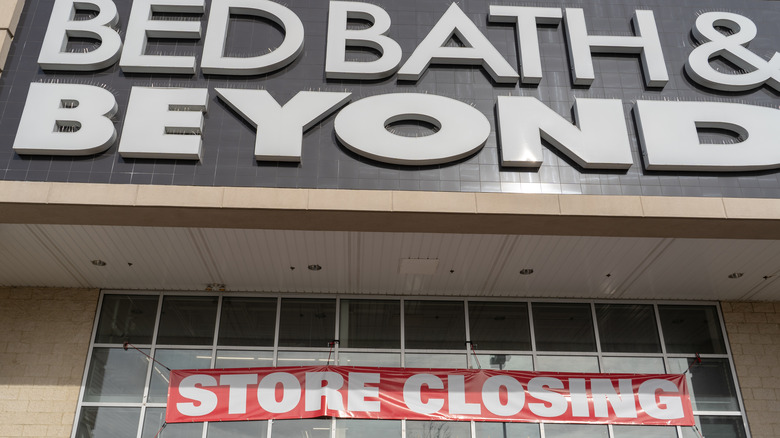 BED BATH &
BEYOND
STORE CLOSING